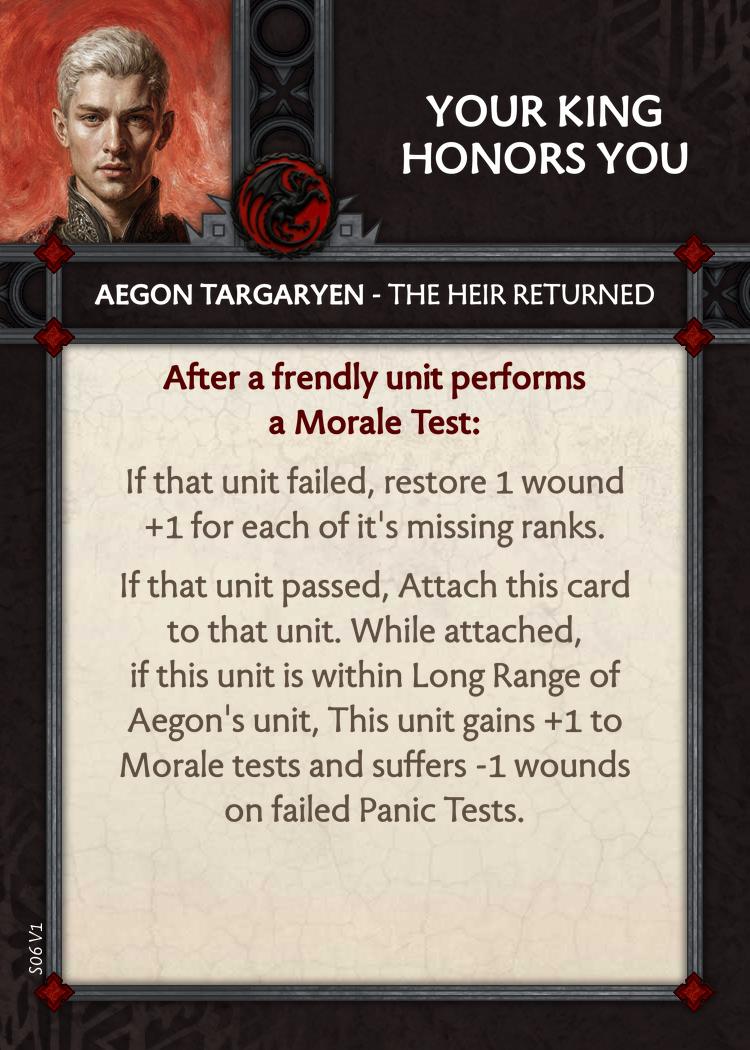 YOUR KING
HONORS YOU
AEGON TARGARYEN - THE HEIR RETURNED
After a frendly unit performs
a Morale Test:
If that unit failed, restore 1 wound
+1 for each of it's missing ranks.
If that unit passed, Attach this card
to that unit. While attached,
if this unit is within Long Range of
Aegon's unit, This unit gains +1 to
Morale tests and suffers -1 wounds
on failed Panic Tests.
S06 V1